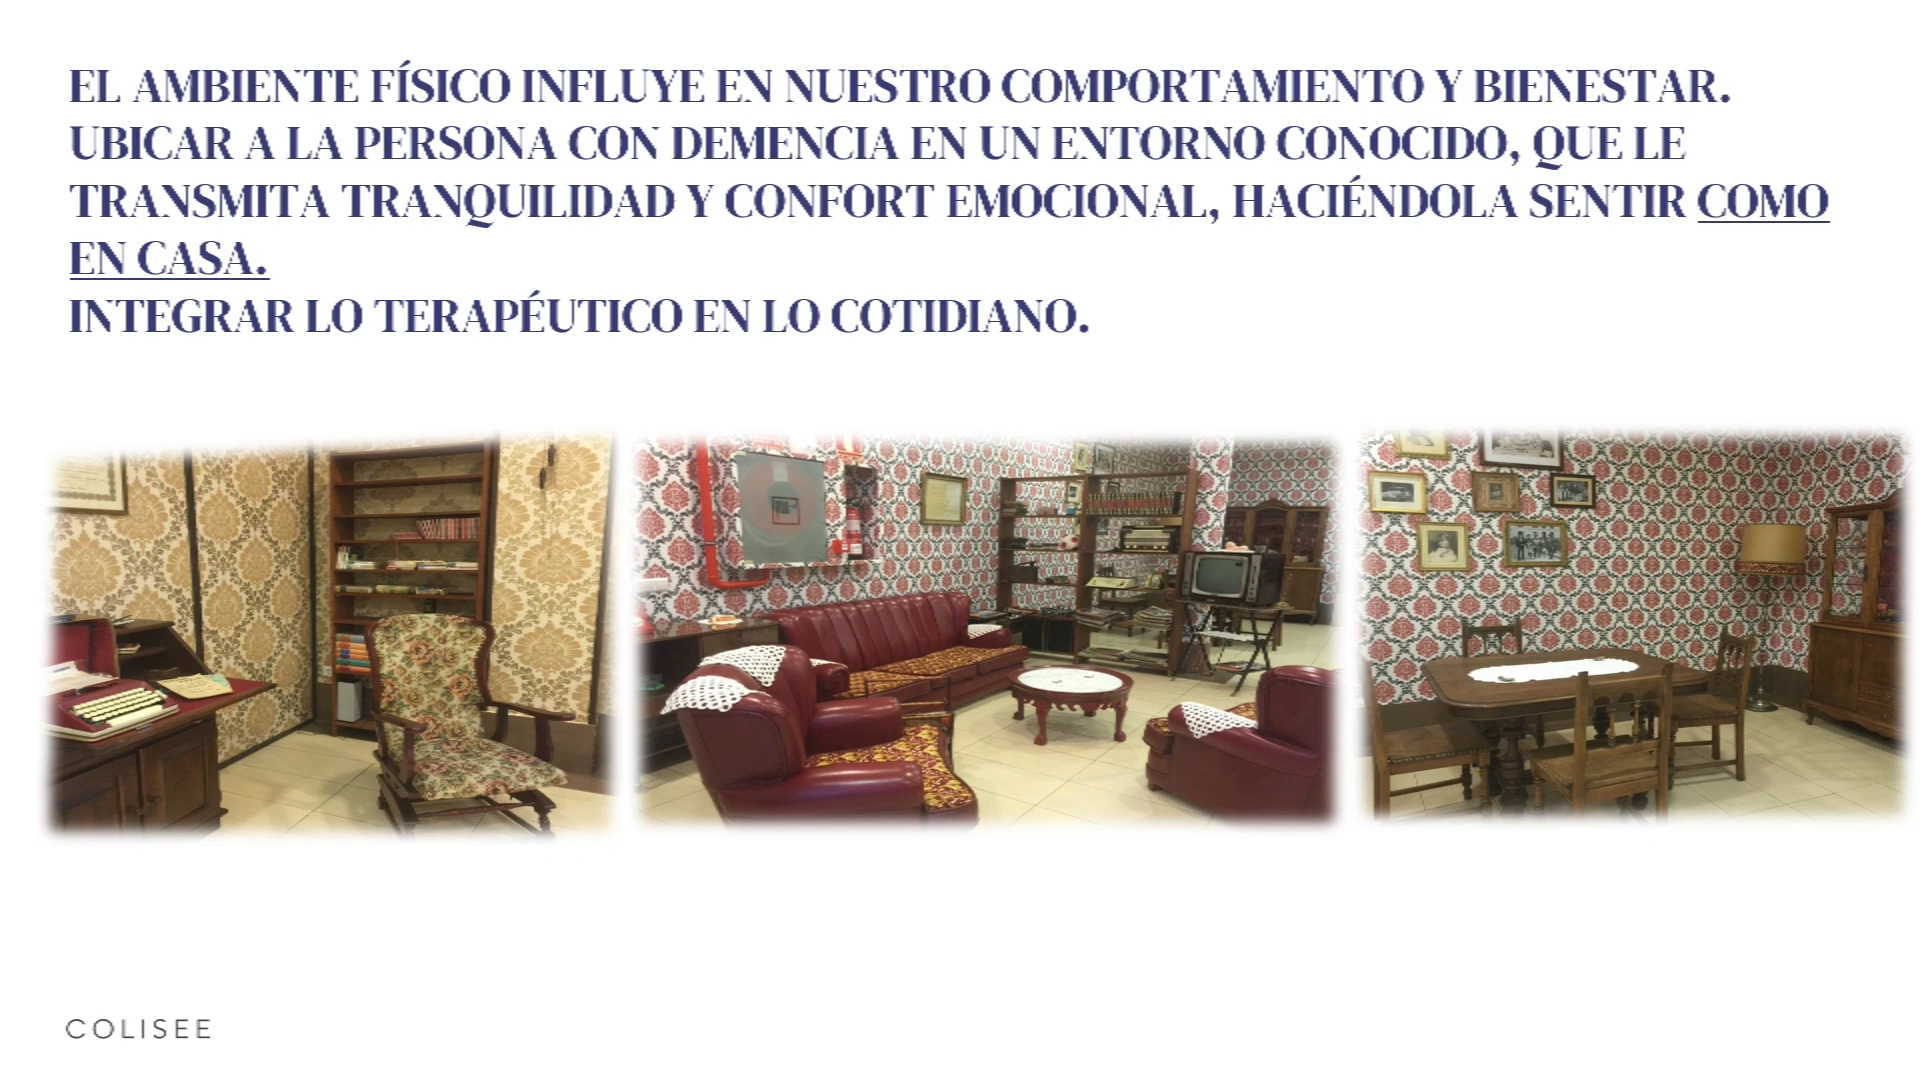 EL AMBIENTE FÍSICO INFLUYE EN NUESTRO COMPORTAMIENTO Y BIENESTAR.
UBICAR A LA PERSONA CON DEMENCIA EN UN ENTORNO CONOCIDO, QUE LE
TRANSMITA TRANQUILIDAD Y CONFORT EMOCIONAL, HACIÉNDOLA SENTIR COMO
EN CASA.
INTEGRAR LO TERAPÉUTICO EN LO COTIDIANO.
COLISEE